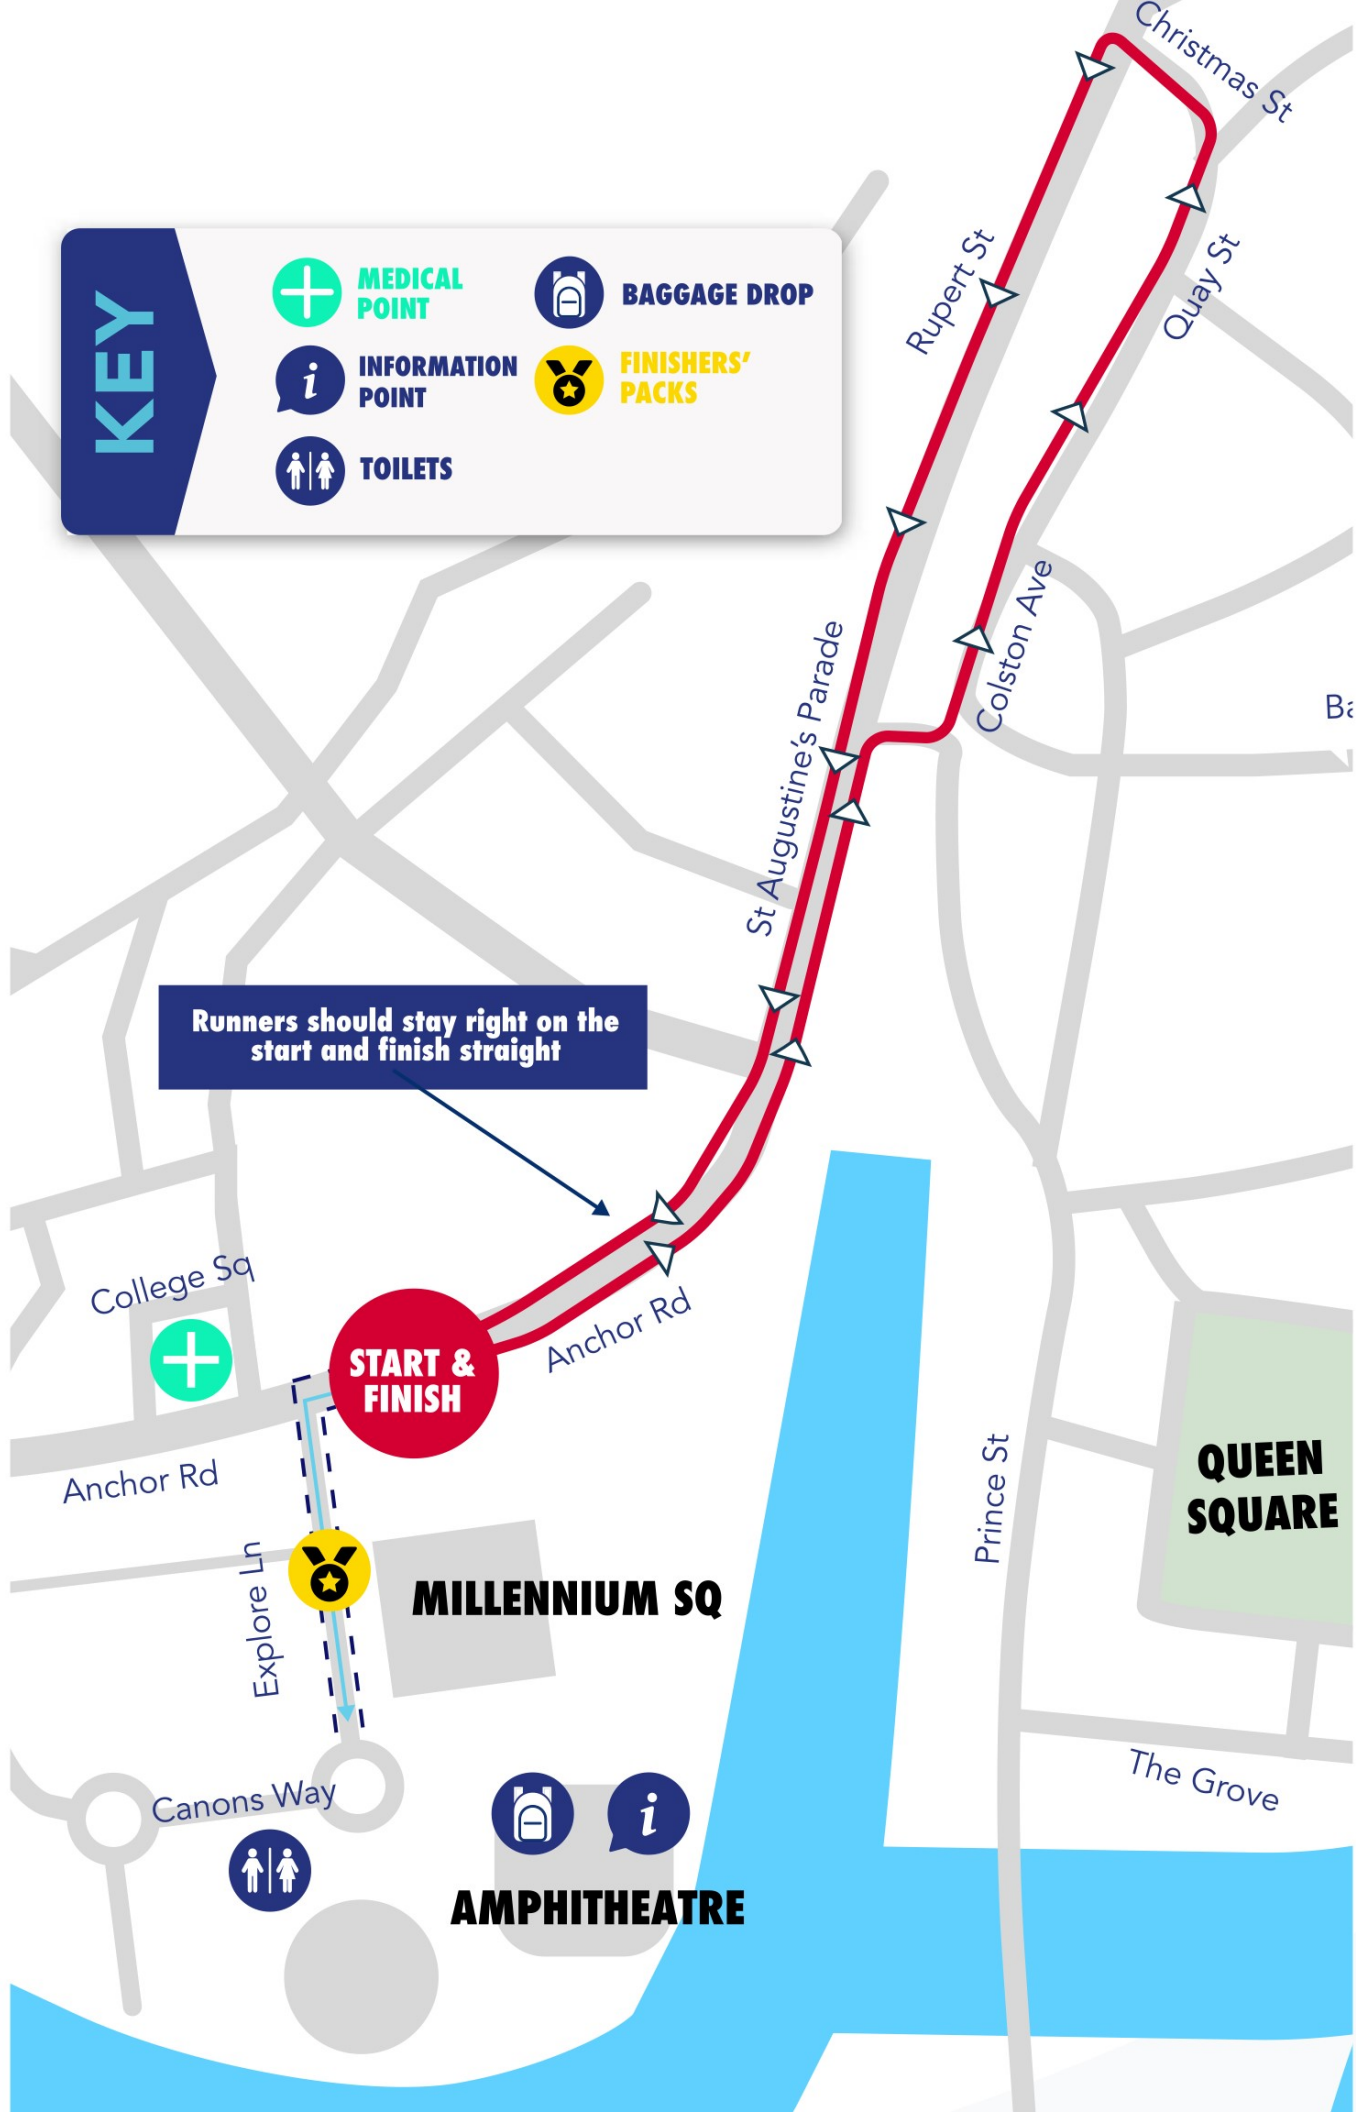 Christmas St
Rupert St
Quay St
KEY
MEDICAL
POINT
BAGGAGE DROP
INFORMATION
POINT
FINISHERS'
PACKS
TOILETS
Colston Ave
St Augustine's Parade
Ba
Runners should stay right on the
start and finish straight
College Sq
START &
FINISH
Anchor Rd
Anchor Rd
Prince St
QUEEN
SQUARE
Explore Ln
MILLENNIUM SQ
Canons Way
The Grove
AMPHITHEATRE